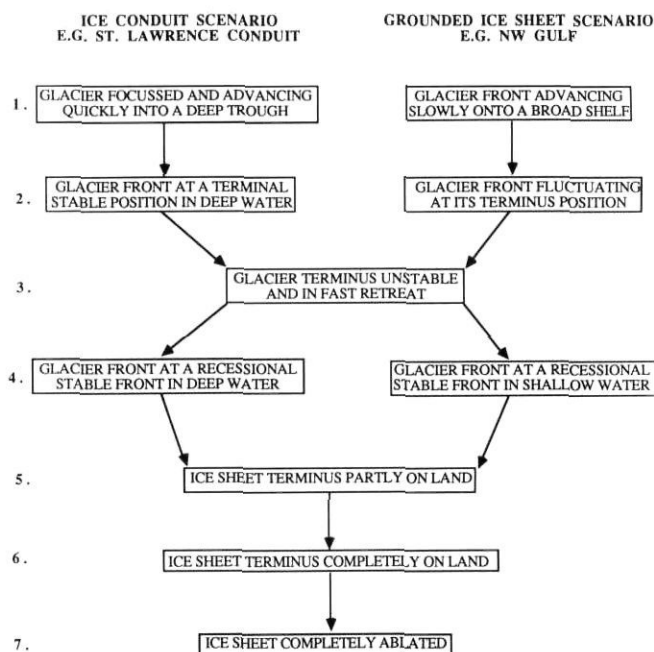 ICE CONDUIT SCENARIO
E.G. ST. LAWRENCE CONDUIT
GROUNDED ICE SHEET SCENARIO
E.G. NW GULF
1.
GLACIER FOCUSSED AND ADVANCING
QUICKLY INTO A DEEP TROUGH
GLACIER FRONT ADVANCING
SLOWLY ONTO A BROAD SHELF
2.
GLACIER FRONT AT A TERMINAL
STABLE POSITION IN DEEP WATER
GLACIER FRONT FLUCTUATING
AT ITS TERMINUS POSITION
3.
GLACIER TERMINUS UNSTABLE
AND IN FAST RETREAT
4.
GLACIER FRONT AT A RECESSIONAL
STABLE FRONT IN DEEP WATER
GLACIER FRONT AT A RECESSIONAL
STABLE FRONT IN SHALLOW WATER
5.
ICE SHEET TERMINUS PARTLY ON LAND
6.
ICE SHEET TERMINUS COMPLETELY ON LAND
7.
ICE SHEET COMPLETELY ABLATED